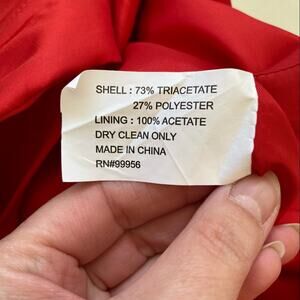 SHELL : 73% TRIACETATE
27% POLYESTER
LINING : 100% ACETATE
DRY CLEAN ONLY
MADE IN CHINA
RN#99956